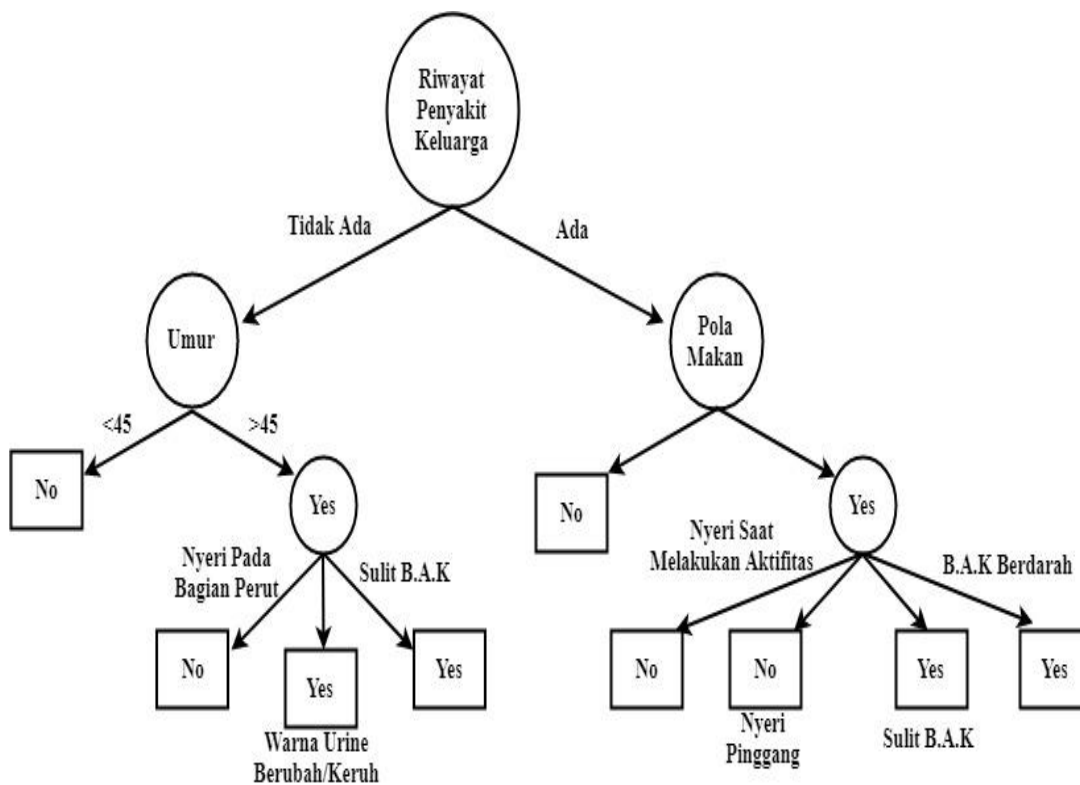 Riwayat
Penyakit
Keluarga
Tidak Ada
Ada
Umur
Pola
Makan
<45
>45
No
Yes
No
Yes
Nyeri Pada
Bagian Perut
Sulit B.A.K
Nyeri Saat
Melakukan Aktifitas
B.A.K Berdarah
No
Yes
Yes
No
No
Yes
Yes
Warna Urine
Berubah/Keruh
Nyeri
Pinggang
Sulit B.A.K